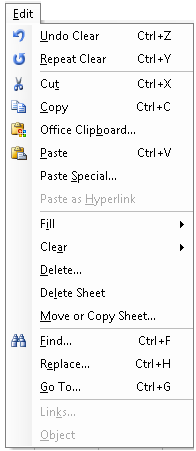 Edit
Undo Clear Ctrl+Z
Repeat Clear Ctrl+Y
Cut Ctrl+X
Copy Ctrl+C
Office Clipboard...
Paste Ctrl+V
Paste Special...
Paste as Hyperlink
Fill
Clear
Delete...
Delete Sheet
Move or Copy Sheet...
Find... Ctrl+F
Replace... Ctrl+H
Go To... Ctrl+G
Links...
Object